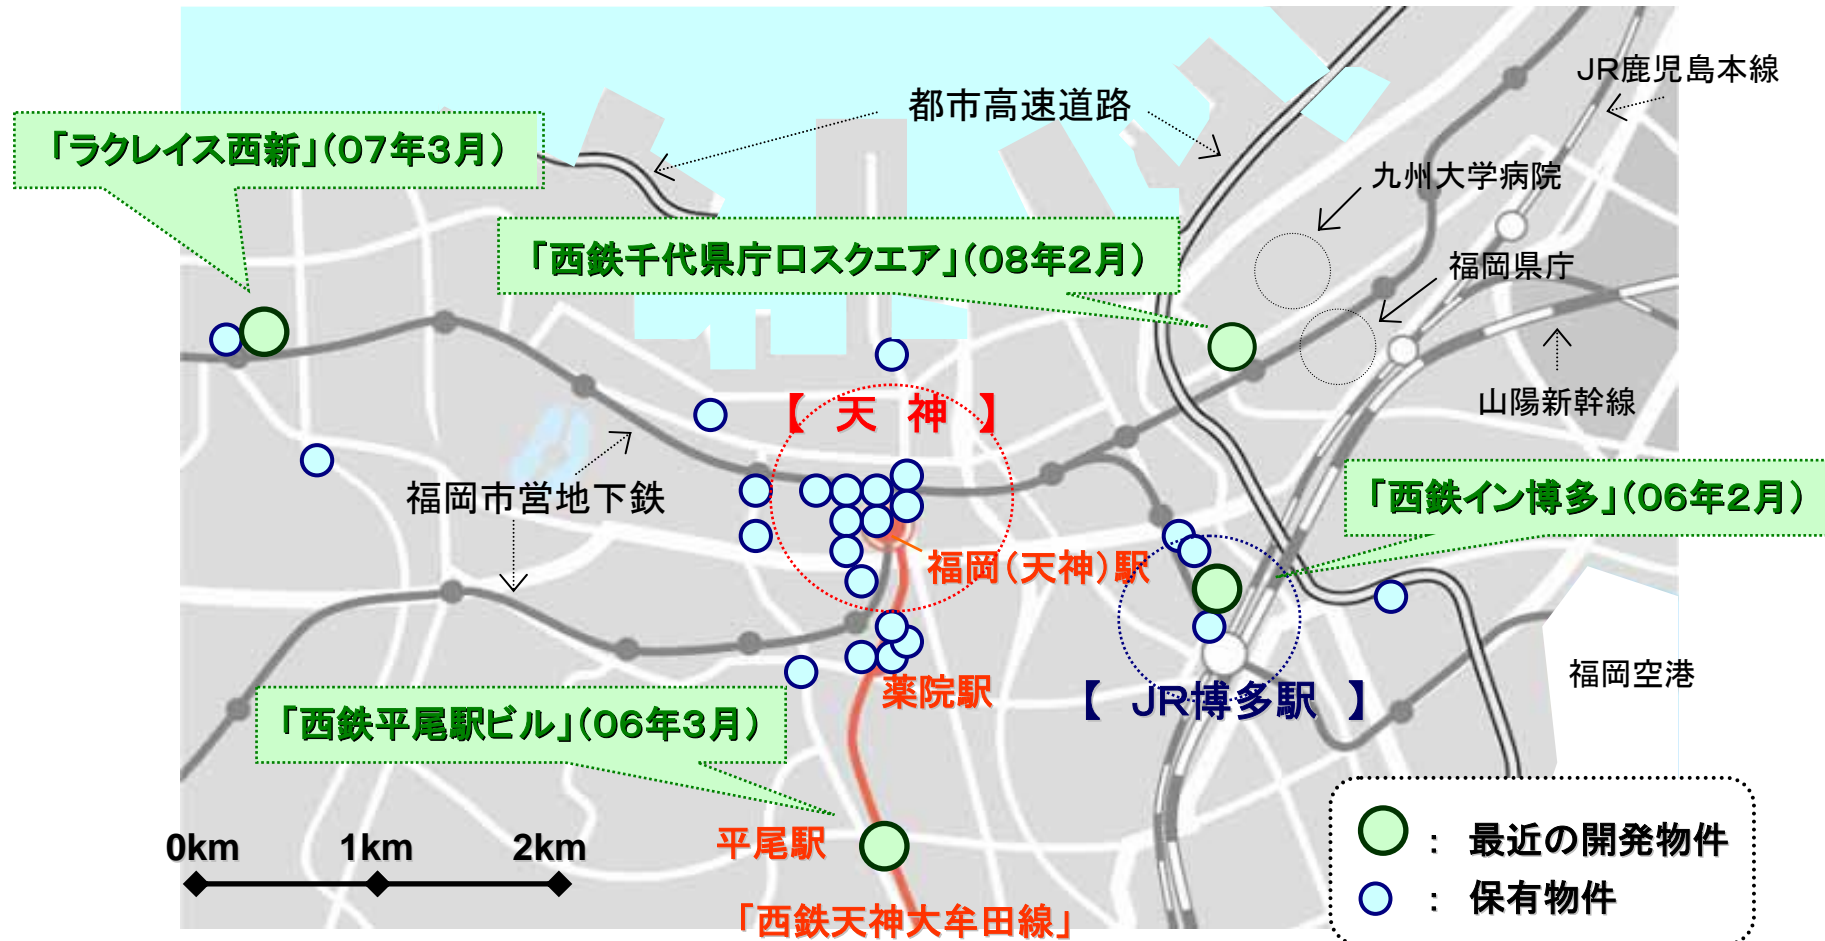 JR鹿児島本線
都市高速道路
「ラクレイス西新」(07年3月)
九州大学病院
「西鉄千代県庁口スクエア」(08年2月)
福岡県庁
山陽新幹線
【 天 神 】
福岡市営地下鉄
「西鉄イン博多」(06年2月)
福岡(天神)駅
福岡空港
薬院駅
【 JR博多駅 】
「西鉄平尾駅ビル」(06年3月)
平尾駅
0km 1km 2km
: 最近の開発物件
: 保有物件
「西鉄天神大牟田線」